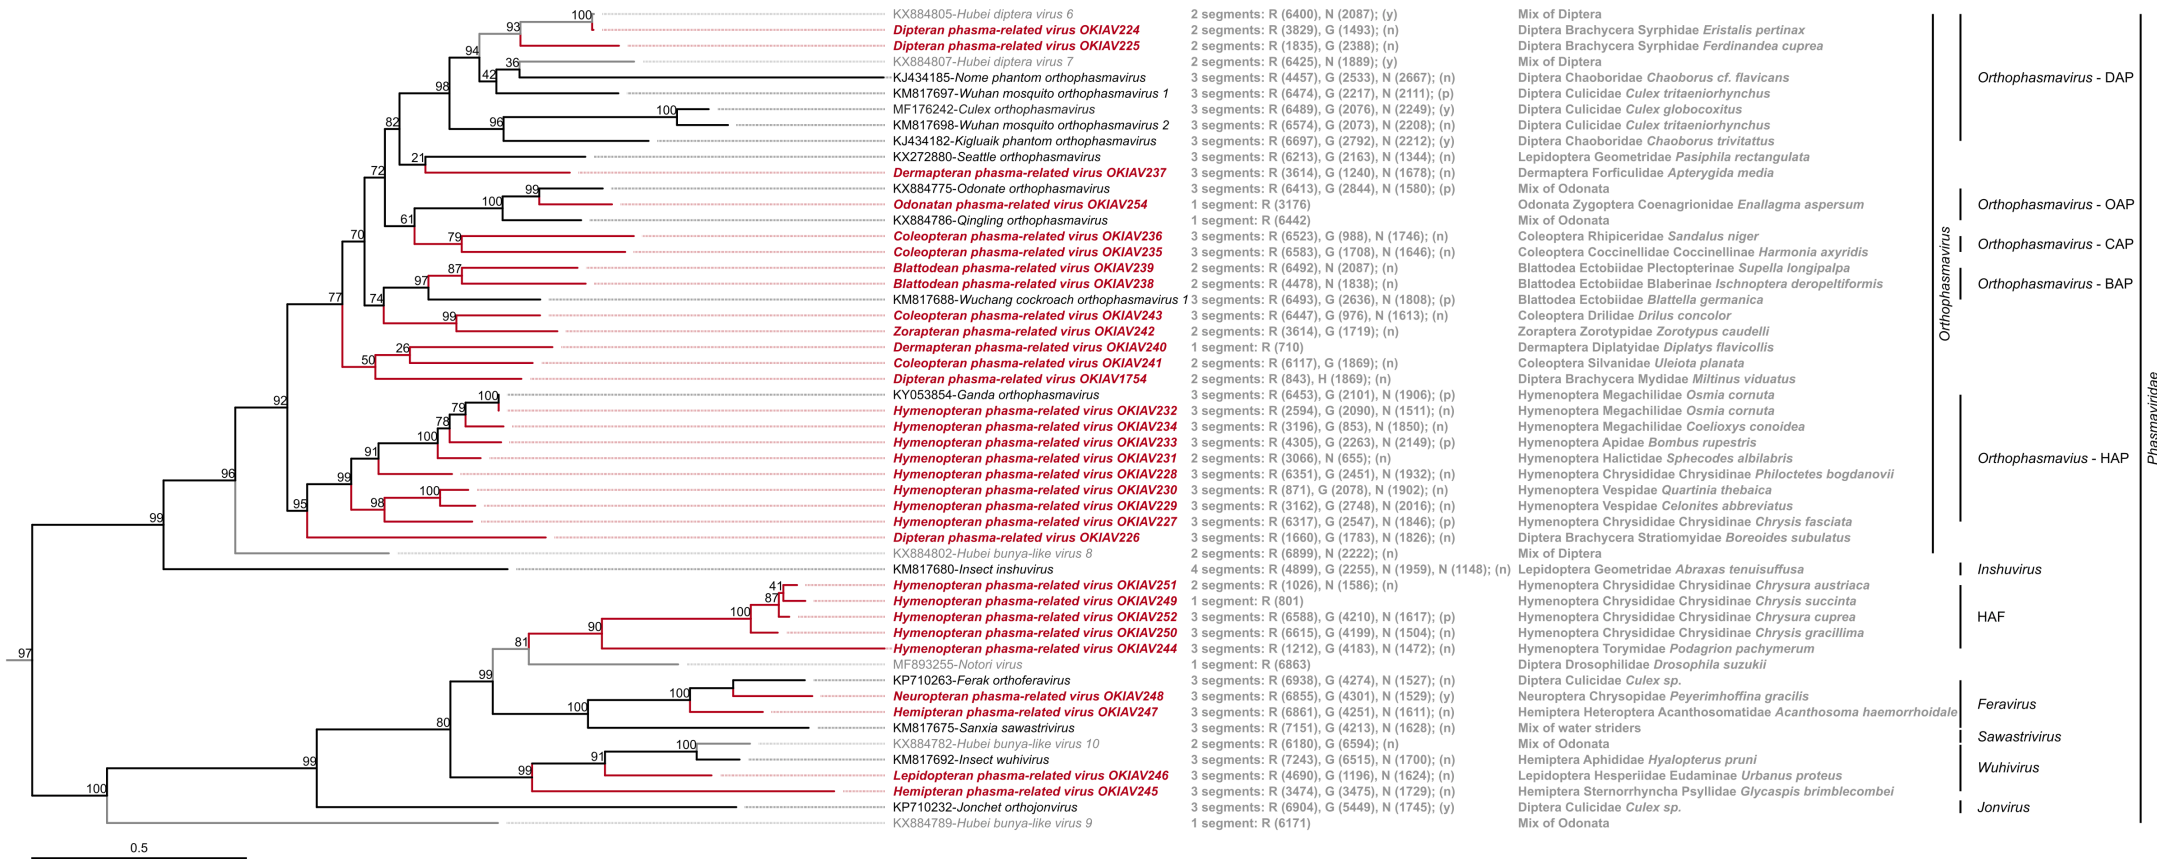 KX884805-Hubei diptera virus 6 2 segments: R (6400), N (2087); (y) Mix of Diptera
Dipteran phasma-related virus OKIAV224 2 segments: R (3829), G (1493); (n) Diptera Brachycera Syrphidae Eristalis pertinax
Dipteran phasma-related virus OKIAV225 2 segments: R (1835), G (2388); (n) Diptera Brachycera Syrphidae Ferdinandea cuprea
KX884807-Hubei diptera virus 7 2 segments: R (6425), N (1889); (y) Mix of Diptera
KJ434185-Nome phantom orthophasmavirus 3 segments: R (4457), G (2533), N (2667); (n) Diptera Chaoboridae Chaoborus cf. flavicans
KM817697-Wuhan mosquito orthophasmavirus 1 3 segments: R (6474), G (2217), N (2111); (p) Diptera Culicidae Culex tritaeniorhynchus
MF176242-Culex orthophasmavirus 3 segments: R (6489), G (2076), N (2249); (y) Diptera Culicidae Culex globocoxitus
KM817698-Wuhan mosquito orthophasmavirus 2 3 segments: R (6574), G (2073), N (2208); (n) Diptera Culicidae Culex tritaeniorhynchus
KJ434182-Kigluaik phantom orthophasmavirus 3 segments: R (6697), G (2792), N (2212); (y) Diptera Chaoboridae Chaoborus trivittatus
KX272880-Seattle orthophasmavirus 3 segments: R (6213), G (2163), N (1344); (n) Lepidoptera Geometridae Pasiphila rectangulata
Dermapteran phasma-related virus OKIAV237 3 segments: R (3614), G (1240), N (1678); (n) Dermaptera Forficulidae Apterygida media
KX884775-Odonate orthophasmavirus 3 segments: R (6413), G (2844), N (1580); (p) Mix of Odonata
Odonatan phasma-related virus OKIAV254 1 segment: R (3176) Odonata Zygoptera Coenagrionidae Enallagma aspersum
KX884786-Qingling orthophasmavirus 1 segment: R (6442) Mix of Odonata
Coleopteran phasma-related virus OKIAV236 3 segments: R (6523), G (988), N (1746); (n) Coleoptera Rhipiceridae Sandalus niger
Coleopteran phasma-related virus OKIAV235 3 segments: R (6583), G (1708), N (1646); (n) Coleoptera Coccinellidae Coccinellinae Harmonia axyridis
Blattodean phasma-related virus OKIAV239 2 segments: R (6492), N (2087); (n) Blattodea Ectobiidae Plectopterinae Supella longipalpa
Blattodean phasma-related virus OKIAV238 2 segments: R (4478), N (1838); (n) Blattodea Ectobiidae Blaberinae Ischnoptera deropeltiformis
KM817688-Wuchang cockroach orthophasmavirus 1 3 segments: R (6493), G (2636), N (1808); (p) Blattodea Ectobiidae Blattella germanica
Coleopteran phasma-related virus OKIAV243 3 segments: R (6447), G (976), N (1613); (n) Coleoptera Drilidae Drilus concolor
Zorapteran phasma-related virus OKIAV242 2 segments: R (3614), G (1719); (n) Zoraptera Zorotypidae Zorotypus caudelli
Dermapteran phasma-related virus OKIAV240 1 segment: R (710) Dermaptera Diplatyidae Diplatys flavicollis
Coleopteran phasma-related virus OKIAV241 2 segments: R (6117), G (1869); (n) Coleoptera Silvanidae Uleiota planata
Dipteran phasma-related virus OKIAV1754 2 segments: R (843), H (1869); (n) Diptera Brachycera Mydidae Miltinus viduatus
KY053854-Ganda orthophasmavirus 3 segments: R (6453), G (2101), N (1906); (p) Hymenoptera Megachilidae Osmia cornuta
Hymenopteran phasma-related virus OKIAV232 3 segments: R (2594), G (2090), N (1511); (n) Hymenoptera Megachilidae Osmia cornuta
Hymenopteran phasma-related virus OKIAV234 3 segments: R (3196), G (853), N (1850); (n) Hymenoptera Megachilidae Coelioxys conoidea
Hymenopteran phasma-related virus OKIAV233 3 segments: R (4305), G (2263), N (2149); (p) Hymenoptera Apidae Bombus rupestris
Hymenopteran phasma-related virus OKIAV231 2 segments: R (3066), N (655); (n) Hymenoptera Halictidae Sphecodes albilabris
Hymenopteran phasma-related virus OKIAV228 3 segments: R (6351), G (2451), N (1932); (n) Hymenoptera Chrysididae Chrysidinae Philoctetes bogdanovii
Hymenopteran phasma-related virus OKIAV230 3 segments: R (871), G (2078), N (1902); (n) Hymenoptera Vespidae Quartinia thebaica
Hymenopteran phasma-related virus OKIAV229 3 segments: R (3162), G (2748), N (2016); (n) Hymenoptera Vespidae Celonites abbreviatus
Hymenopteran phasma-related virus OKIAV227 3 segments: R (6317), G (2547), N (1846); (p) Hymenoptera Chrysididae Chrysidinae Chrysis fasciata
Dipteran phasma-related virus OKIAV226 3 segments: R (1660), G (1783), N (1826); (n) Diptera Brachycera Stratiomyidae Boreoides subulatus
KX884802-Hubei bunya-like virus 8 2 segments: R (6899), N (2222); (n) Mix of Diptera
KM817680-Insect inshuvirus 4 segments: R (4899), G (2255), N (1959), N (1148); (n) Lepidoptera Geometridae Abraxas tenuisuffusa
Hymenopteran phasma-related virus OKIAV251 2 segments: R (1026), N (1586); (n) Hymenoptera Chrysididae Chrysidinae Chrysura austriaca
Hymenopteran phasma-related virus OKIAV249 1 segment: R (801) Hymenoptera Chrysididae Chrysidinae Chrysis succinta
Hymenopteran phasma-related virus OKIAV252 3 segments: R (6588), G (4210), N (1617); (p) Hymenoptera Chrysididae Chrysidinae Chrysura cuprea
Hymenopteran phasma-related virus OKIAV250 3 segments: R (6615), G (4199), N (1504); (n) Hymenoptera Chrysididae Chrysidinae Chrysis gracillima
Hymenopteran phasma-related virus OKIAV244 3 segments: R (1212), G (4183), N (1472); (n) Hymenoptera Torymidae Podagrion pachymerum
MF893255-Notori virus 1 segment: R (6863) Diptera Drosophilidae Drosophila suzukii
KP710263-Ferak orthoferavirus 3 segments: R (6938), G (4274), N (1527); (n) Diptera Culicidae Culex sp.
Neuropteran phasma-related virus OKIAV248 3 segments: R (6855), G (4301), N (1529); (y) Neuroptera Chrysopidae Peyerimhoffina gracilis
Hemipteran phasma-related virus OKIAV247 3 segments: R (6861), G (4251), N (1611); (n) Hemiptera Heteroptera Acanthosomatidae Acanthosoma haemorrhoidale
KM817675-Sanxia sawastrivirus 3 segments: R (7151), G (4213), N (1628); (n) Mix of water striders
KX884782-Hubei bunya-like virus 10 2 segments: R (6180), G (6594); (n) Mix of Odonata
KM817692-Insect wuhivirus 3 segments: R (7243), G (6515), N (1700); (n) Hemiptera Aphididae Hyalopterus pruni
Lepidopteran phasma-related virus OKIAV246 3 segments: R (4690), G (1196), N (1624); (n) Lepidoptera Hesperiidae Eudaminae Urbanus proteus
Hemipteran phasma-related virus OKIAV245 3 segments: R (3474), G (3475), N (1729); (n) Hemiptera Sternorrhyncha Psyllidae Glycaspis brimblecombei
KP710232-Jonchet orthojonvirus 3 segments: R (6904), G (5449), N (1745); (y) Diptera Culicidae Culex sp.
KX884789-Hubei bunya-like virus 9 1 segment: R (6171) Mix of Odonata
Orthophasmavirus - DAP
Orthophasmavirus - OAP
Orthophasmavirus - CAP
Orthophasmavirus - BAP
Orthophasmavius - HAP
Inshuvirus
HAF
Feravirus
Sawastrivirus
Wuhivirus
Jonvirus
Orthophasmavirus
Phasmaviridae
100
93
94
36
42
98
100
96
82
21
72
99
100
61
79
70
87
97
74
99
77
26
50
92
100
79
78
100
91
99
100
98
95
96
99
41
87
100
90
81
99
100
100
97
80
100
91
99
99
100
0.5